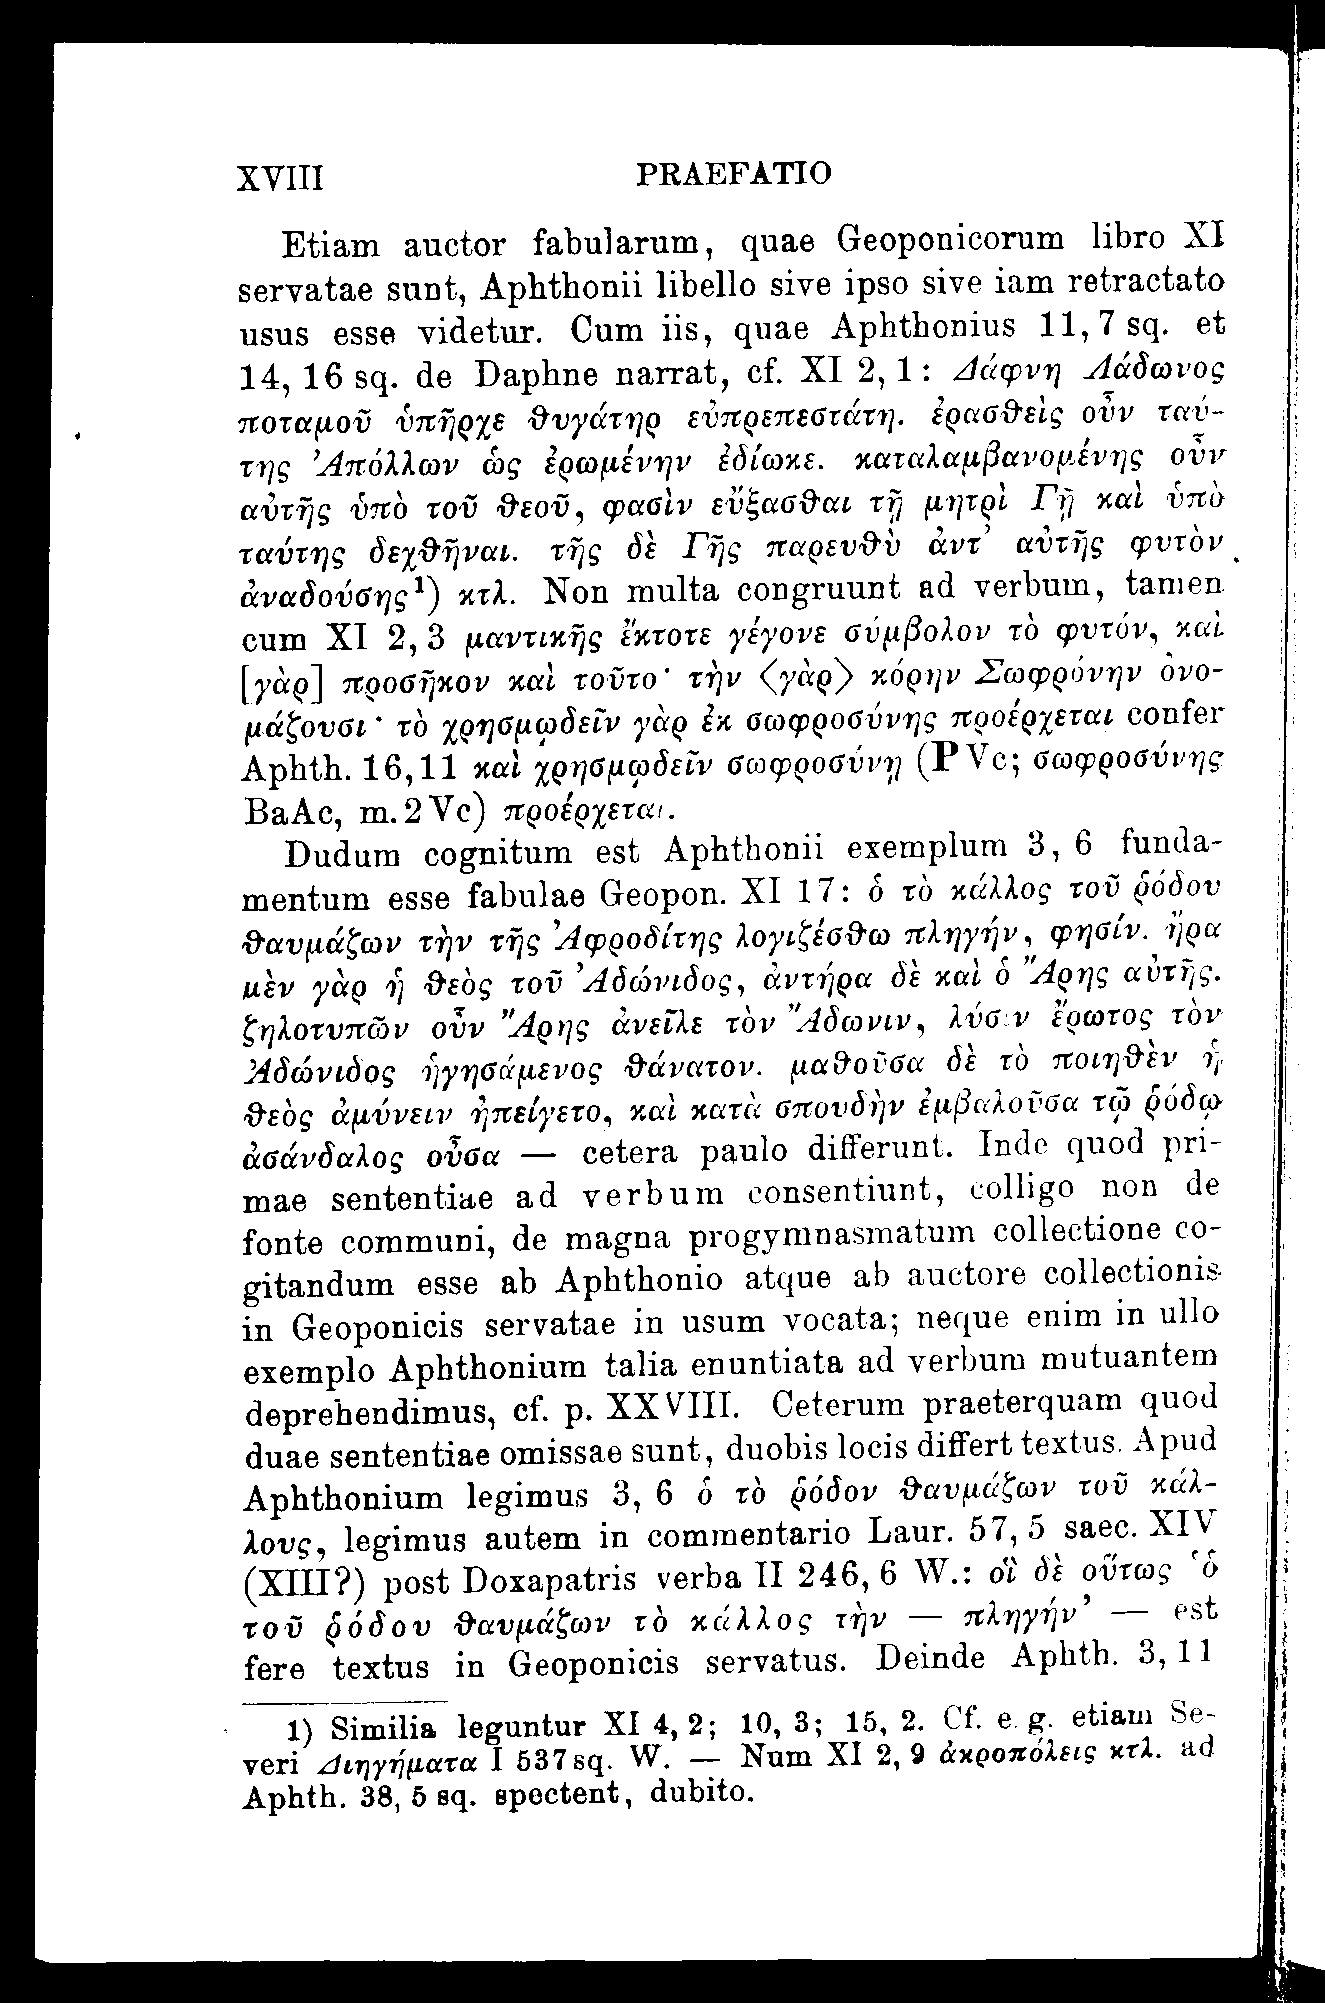 XVIII PRAEFATIO
Etiam auctor fabularum, quae Geoponicorum libro XI
servatae sunt, Aphthonii libello sive ipso sive iam retractato
usus esse videtur. Cum iis, quae Aphthonius 11, 7 sq. et
14, 16 sq. de Daphne narrat, cf. XI 2, 1: Δάφνη Λάδωνος
ποταμοῦ ὑπῆρχε θυγάτηρ εὐπρεπεστάτη. ἐρασθεὶς οὖν ταύ-
της Ἀπόλλων ὡς ἐρωμένην ἐδίωκε. καταλαμβανομένης οὖν
αὐτῆς ὑπὸ τοῦ θεοῦ, φασὶν εὔξασθαι τῇ μητρὶ Γῇ καὶ ὑπὸ
ταύτης δεχθῆναι. τῆς δὲ Γῆς παρευθὺ ἀντ’ αὐτῆς φυτὸν
ἀναδούσης¹) κτλ. Non multa congruunt ad verbum, tamen
cum XI 2, 3 μαντικῆς ἔκτοτε γέγονε σύμβολον τὸ φυτόν, καὶ
[γὰρ] προσῆκον καὶ τοῦτο· τὴν ⟨γὰρ⟩ κόρην Σωφρόνην ὀνο-
μάζουσι· τὸ χρησμῳδεῖν γὰρ ἐκ σωφροσύνης προέρχεται confer
Aphth. 16, 11 καὶ χρησμῳδεῖν σωφροσύνῃ (P Vc; σωφροσύνης
BaAc, m. 2 Vc) προέρχεται.
Dudum cognitum est Aphthonii exemplum 3, 6 funda-
mentum esse fabulae Geopon. XI 17: ὁ τὸ κάλλος τοῦ ῥόδου
θαυμάζων τὴν τῆς Ἀφροδίτης λογιζέσθω πληγήν, φησίν. ἤρα
μὲν γὰρ ἡ θεὸς τοῦ Ἀδώνιδος, ἀντήρα δὲ καὶ ὁ Ἄρης αὐτῆς.
ζηλοτυπῶν οὖν Ἄρης ἀνεῖλε τὸν Ἄδωνιν, λύσιν ἔρωτος τὸν
Ἀδώνιδος ἡγησάμενος θάνατον. μαθοῦσα δὲ τὸ ποιηθὲν ἡ
θεὸς ἀμύνειν ἠπείγετο, καὶ κατὰ σπουδὴν ἐμβαλοῦσα τῷ ῥόδῳ
ἀσάνδαλος οὖσα — cetera paulo differunt. Inde quod pri-
mae sententiae ad verbum consentiunt, colligo non de
fonte communi, de magna progymnasmatum collectione co-
gitandum esse ab Aphthonio atque ab auctore collectionis
in Geoponicis servatae in usum vocata; neque enim in ullo
exemplo Aphthonium talia enuntiata ad verbum mutuantem
deprehendimus, cf. p. XXVIII. Ceterum praeterquam quod
duae sententiae omissae sunt, duobis locis differt textus. Apud
Aphthonium legimus 3, 6 ὁ τὸ ῥόδον θαυμάζων τοῦ κάλ-
λους, legimus autem in commentario Laur. 57, 5 saec. XIV
(XIII?) post Doxapatris verba II 246, 6 W.: οἳ δὲ οὕτως ‘ὁ
τοῦ ῥόδου θαυμάζων τὸ κάλλος τὴν — πληγήν’ — est
fere textus in Geoponicis servatus. Deinde Aphth. 3, 11
1) Similia leguntur XI 4, 2; 10, 3; 15, 2. Cf. e. g. etiam Se-
veri Διηγήματα I 537 sq. W. — Num XI 2, 9 ἀκροπόλεις κτλ. ad
Aphth. 38, 5 sq. spectent, dubito.